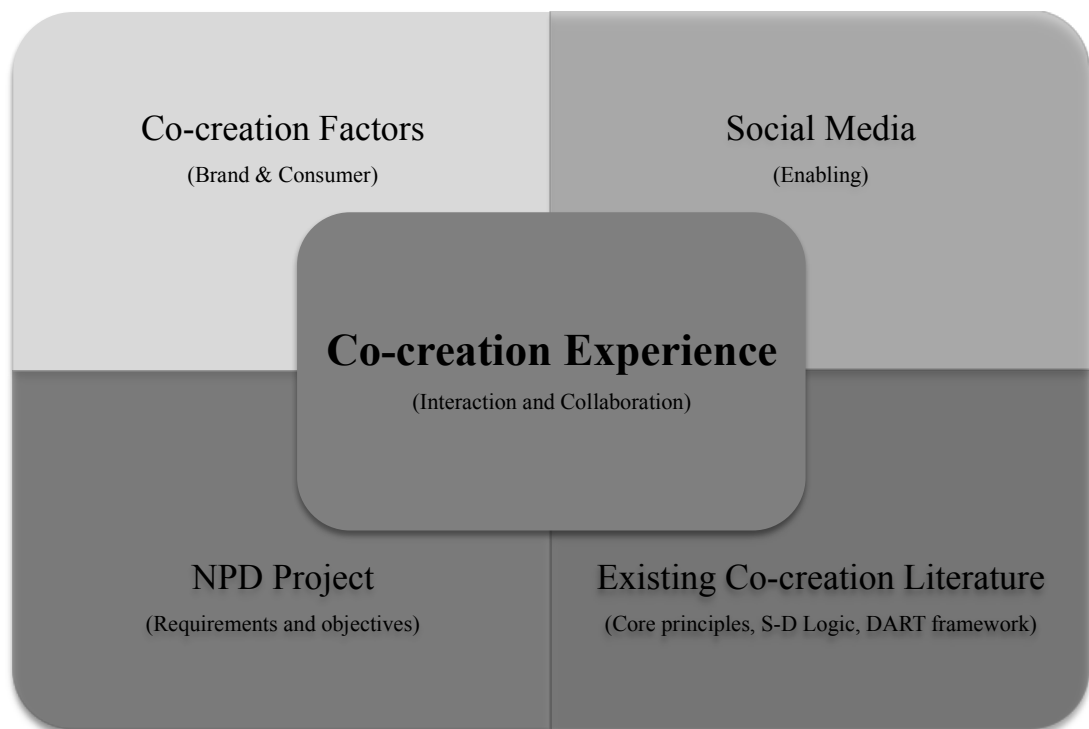 Co-creation Factors
(Brand & Consumer)
Social Media
(Enabling)
Co-creation Experience
(Interaction and Collaboration)
NPD Project
(Requirements and objectives)
Existing Co-creation Literature
(Core principles, S-D Logic, DART framework)